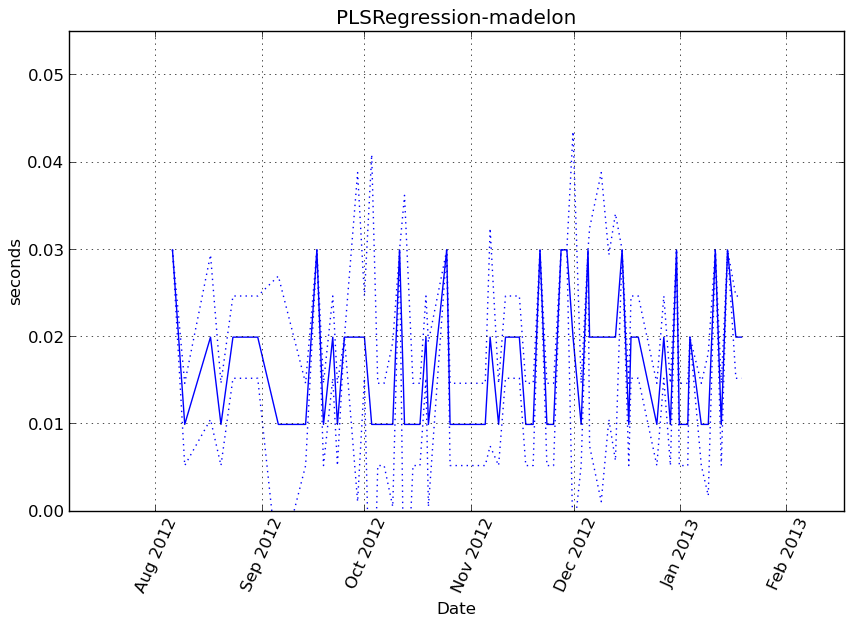 PLSRegression-madelon
0.05
0.04
0.03
0.02
0.01
0.00
seconds
Aug 2012
Sep 2012
Oct 2012
Nov 2012
Dec 2012
Jan 2013
Feb 2013
Date